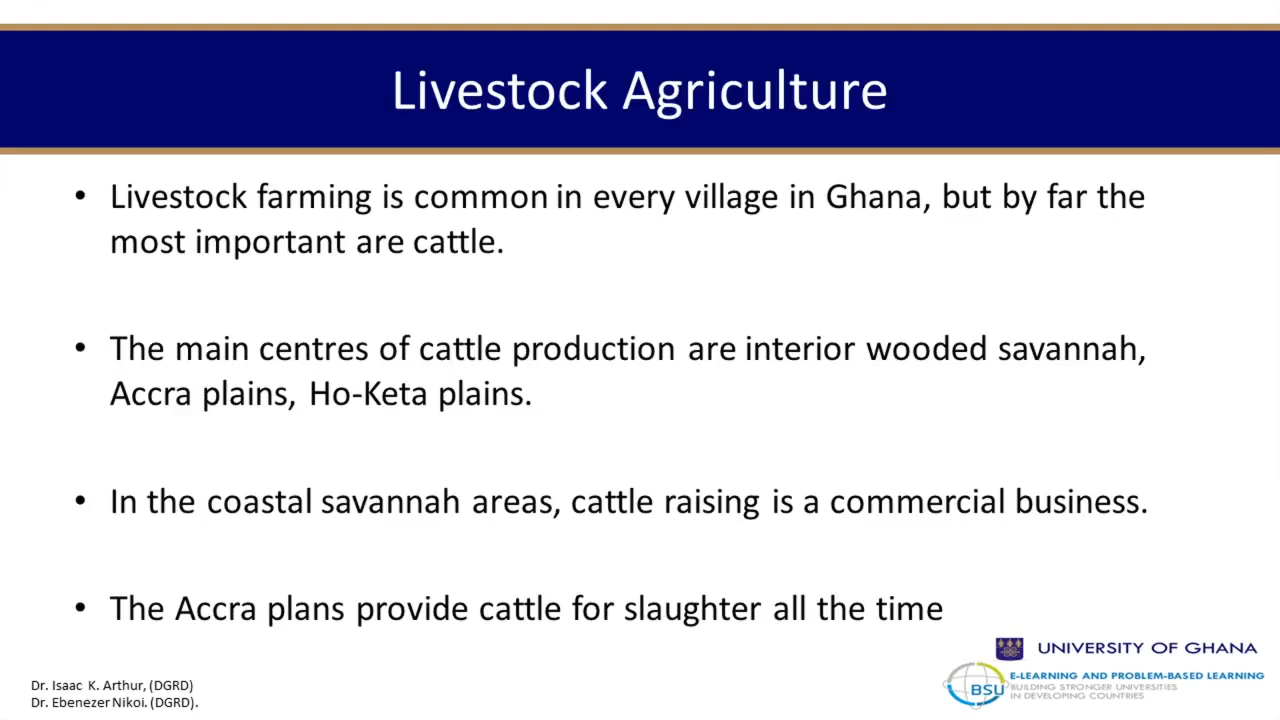 Livestock Agriculture
• Livestock farming is common in every village in Ghana, but by far the
most important are cattle.
• The main centres of cattle production are interior wooded savannah,
Accra plains, Ho-Keta plains.
• In the coastal savannah areas, cattle raising is a commercial business.
• The Accra plans provide cattle for slaughter all the time
Dr. Isaac K. Arthur, (DGRD)
Dr. Ebenezer Nikoi. (DGRD).
UNIVERSITY OF GHANA
BSU
E-LEARNING AND PROBLEM-BASED LEARNING
BUILDING STRONGER UNIVERSITIES
IN DEVELOPING COUNTRIES